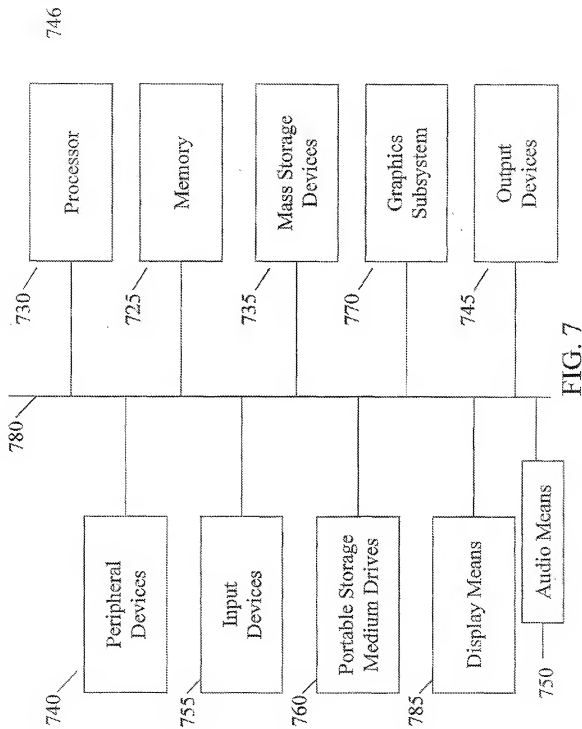 746
780
740
Peripheral
Devices
755
Input
Devices
760
Portable Storage
Medium Drives
785
Display Means
750
Audio Means
730
Processor
725
Memory
735
Mass Storage
Devices
770
Graphics
Subsystem
745
Output
Devices
FIG. 7